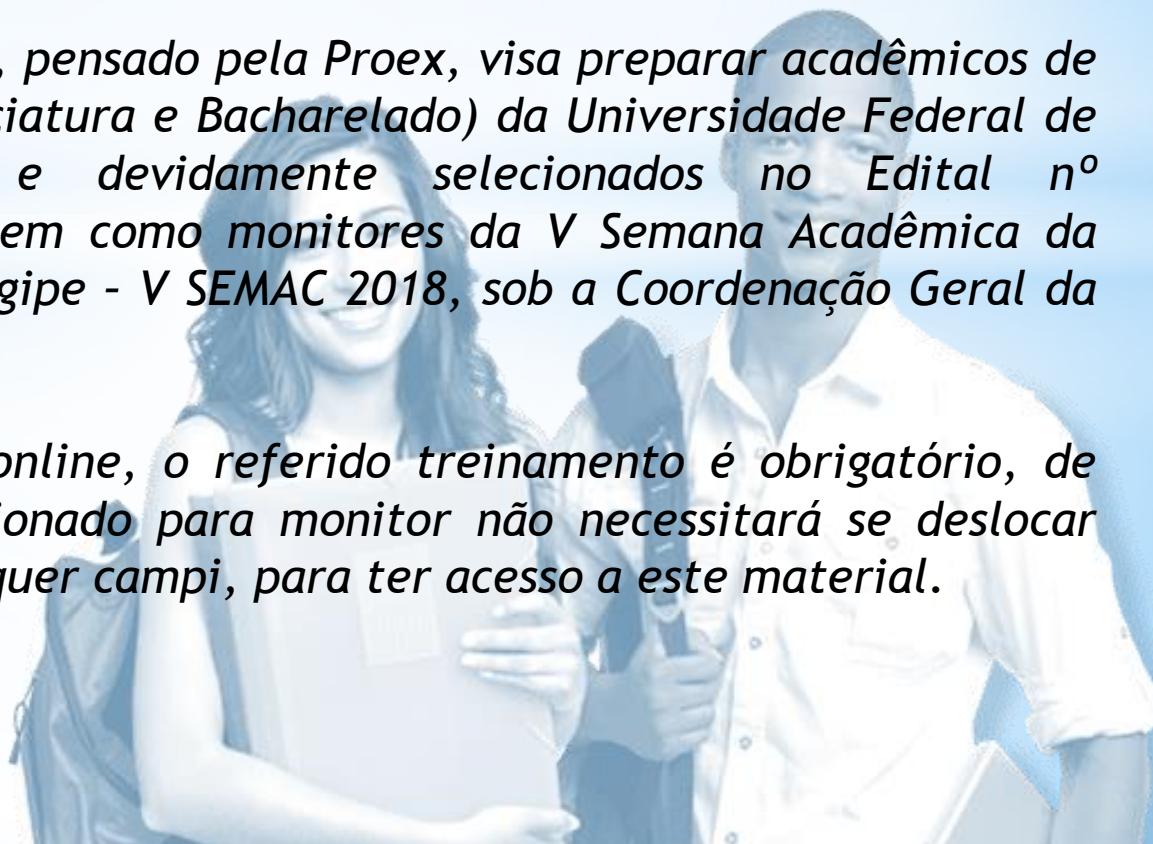 , pensado pela Proex, visa preparar acadêmicos de
ciatura e Bacharelado) da Universidade Federal de
e devidamente selecionados no Edital nº
em como monitores da V Semana Acadêmica da
gipe – V SEMAC 2018, sob a Coordenação Geral da
online, o referido treinamento é obrigatório, de
ionado para monitor não necessitará se deslocar
quer campi, para ter acesso a este material.